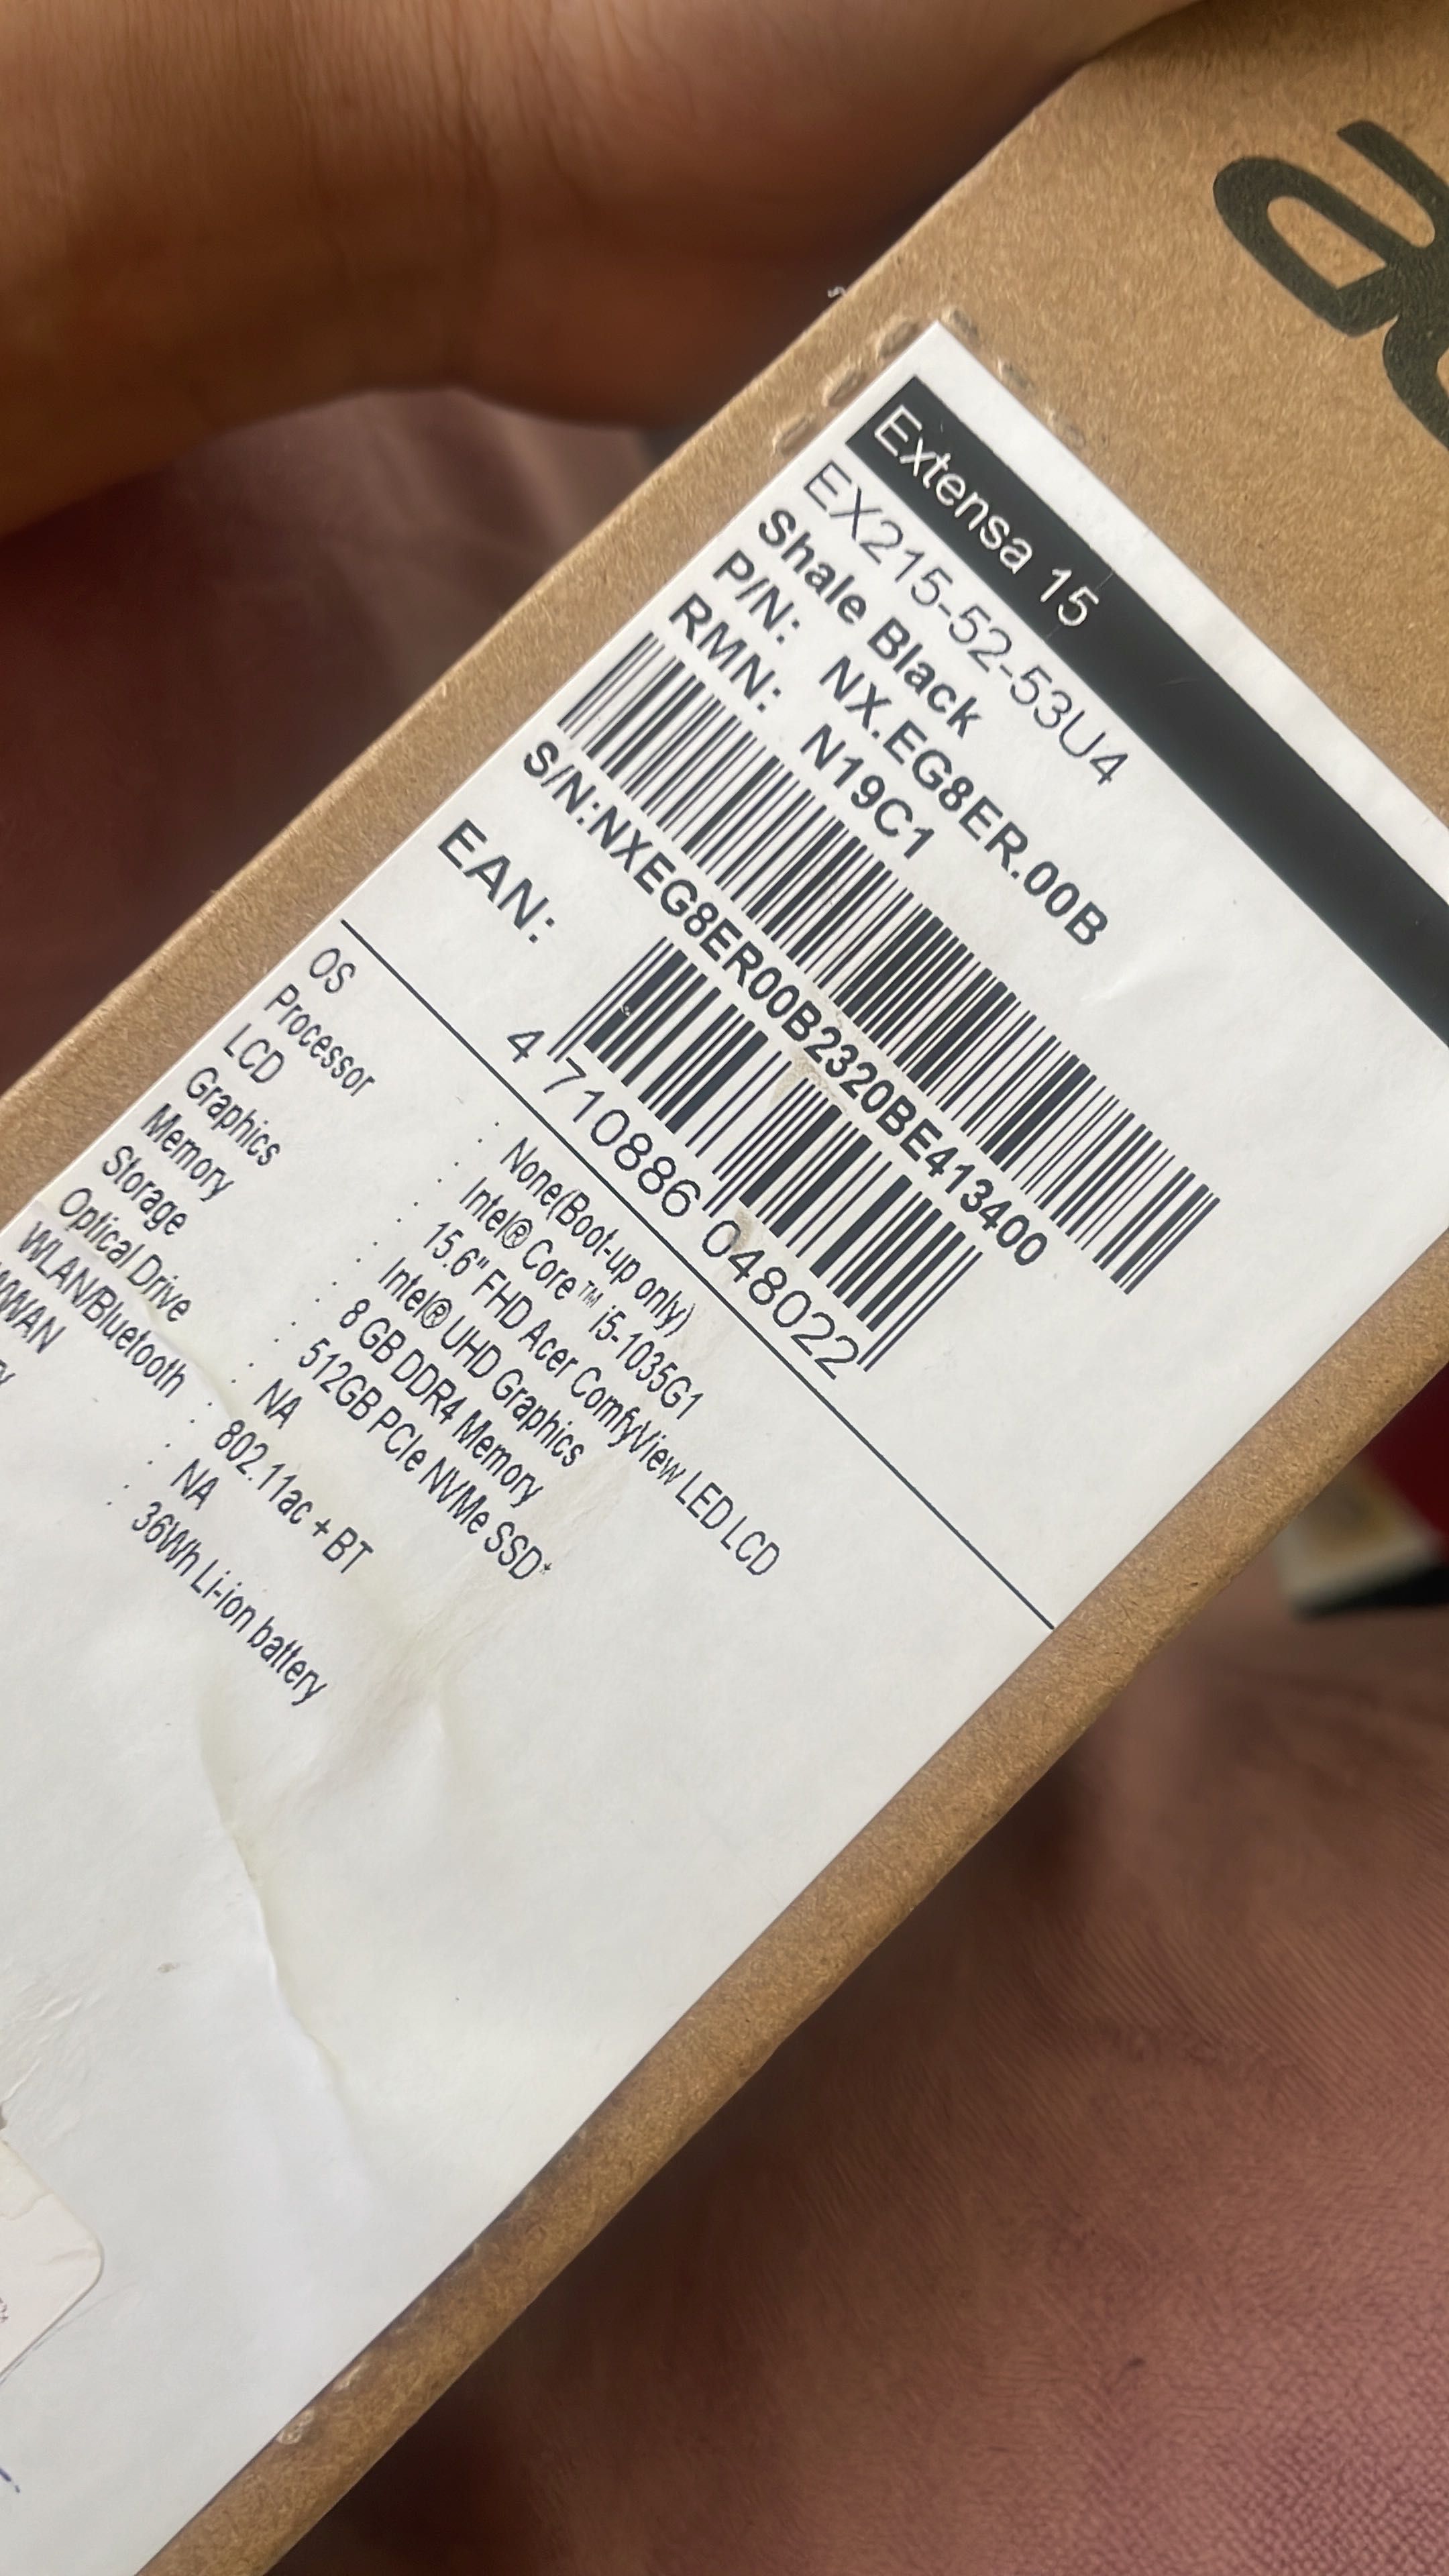 Extensa 15
EX215-52-53U4
Shale Black
P/N: NX.EG8ER.00B
RMN: N19C1
S/N:NXEG8ER00B2320BE413400
EAN:
4 710886 048022
OS : None(Boot-up only)
Processor : Intel® Core™ i5-1035G1
LCD : 15.6" FHD Acer ComfyView LED LCD
Graphics : Intel® UHD Graphics
Memory : 8 GB DDR4 Memory
Storage : 512GB PCIe NVMe SSD*
Optical Drive : NA
WLAN/Bluetooth : 802.11ac + BT
WWAN : NA
: 36Wh Li-ion battery